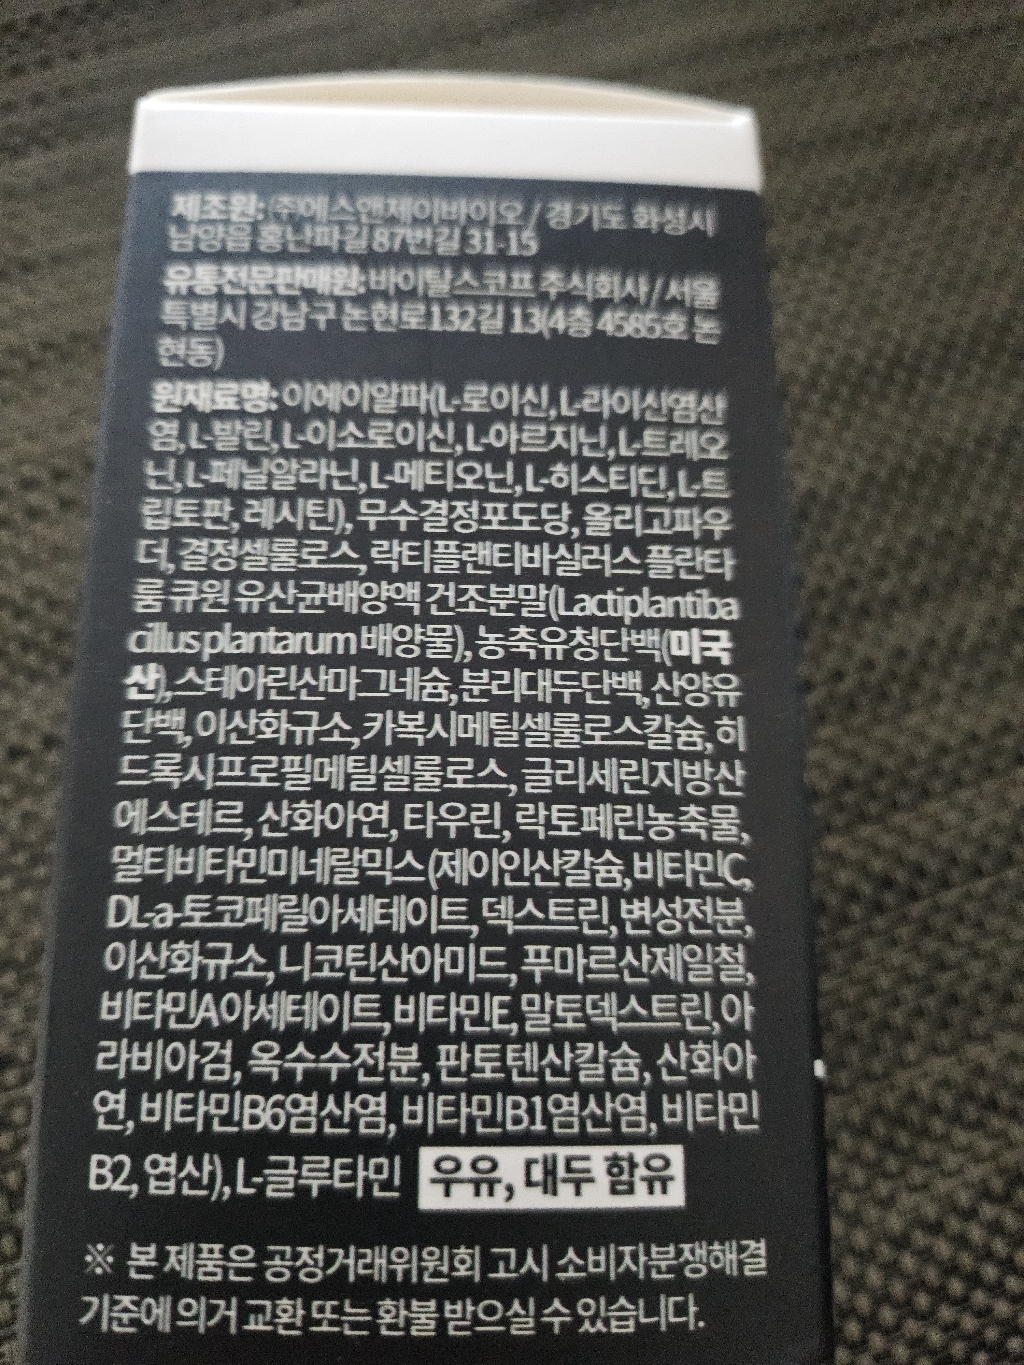 제조원: (주)에스앤제이바이오 / 경기도 화성시
남양읍 홍난파길 87번길 31-15
유통전문판매원: 바이탈스코프 주식회사 / 서울
특별시 강남구 논현로132길 13(4층 4585호 논
현동)
원재료명: 이에이알파(L-로이신, L-라이신염산
염, L-발린, L-이소로이신, L-아르지닌, L-트레오
닌, L-페닐알라닌, L-메티오닌, L-히스티딘, L-트
립토판, 레시틴), 무수결정포도당, 올리고파우
더, 결정셀룰로스, 락티플랜티바실러스 플란타
룸 큐원 유산균배양액 건조분말(Lactiplantiba
cillus plantarum 배양물), 농축유청단백(미국
산), 스테아린산마그네슘, 분리대두단백, 산양유
단백, 이산화규소, 카복시메틸셀룰로스칼슘, 히
드록시프로필메틸셀룰로스, 글리세린지방산
에스테르, 산화아연, 타우린, 락토페린농축물,
멀티비타민미네랄믹스 (제이인산칼슘, 비타민C,
DL-a-토코페릴아세테이트, 덱스트린, 변성전분,
이산화규소, 니코틴산아미드, 푸마르산제일철,
비타민A아세테이트, 비타민E, 말토덱스트린, 아
라비아검, 옥수수전분, 판토텐산칼슘, 산화아
연, 비타민B6염산염, 비타민B1염산염, 비타민
B2, 엽산), L-글루타민 우유, 대두 함유
※ 본 제품은 공정거래위원회 고시 소비자분쟁해결
기준에 의거 교환 또는 환불 받으실 수 있습니다.